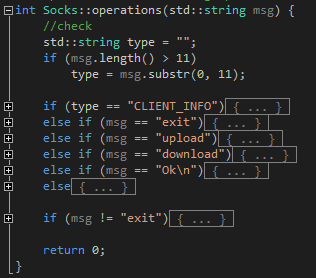 int Socks::operations(std::string msg) {
//check
std::string type = "";
if (msg.length() > 11)
type = msg.substr(0, 11);
if (type == "CLIENT_INFO") { ... }
else if (msg == "exit") { ... }
else if (msg == "upload") { ... }
else if (msg == "download") { ... }
else if (msg == "Ok\n") { ... }
else { ... }
if (msg != "exit") { ... }
return 0;
}